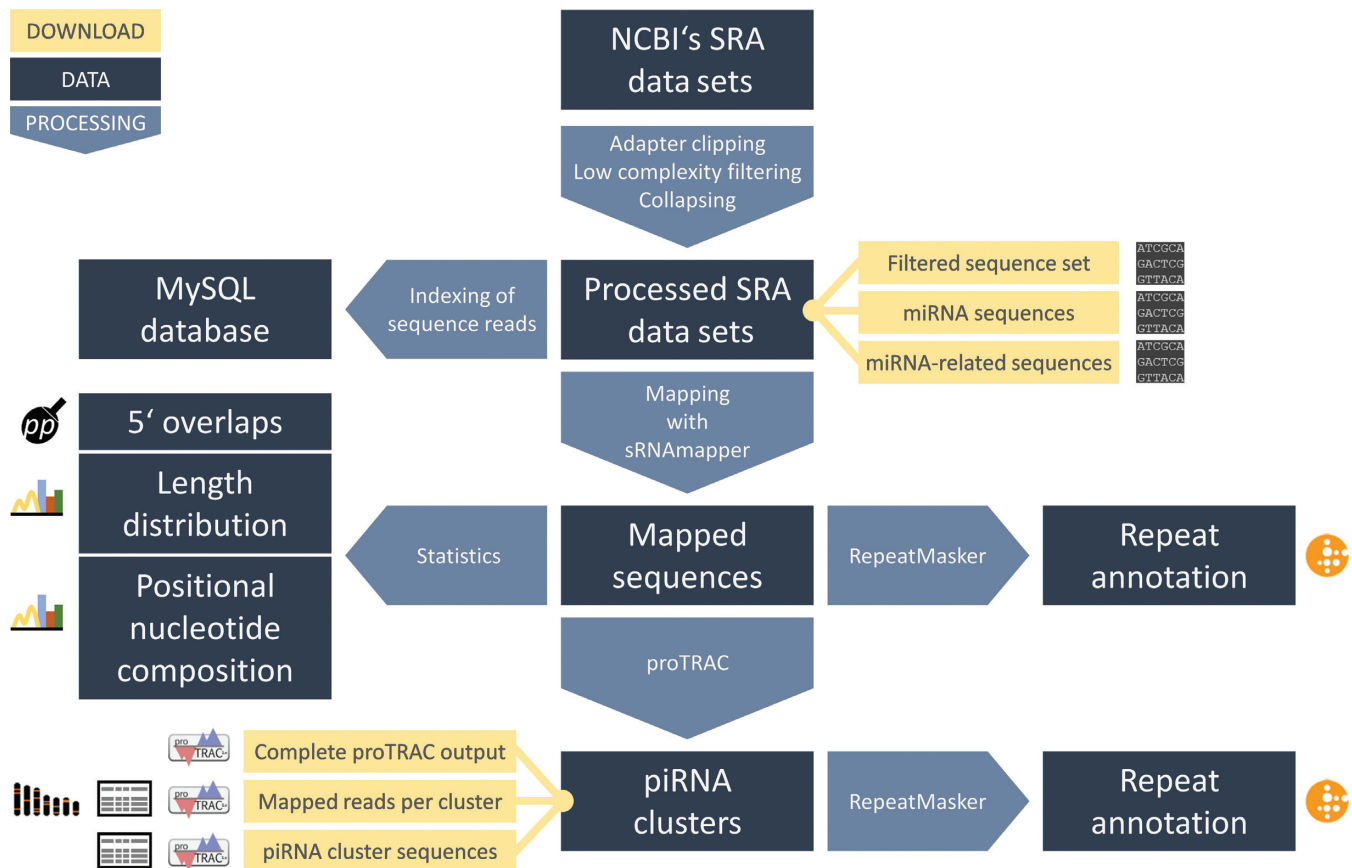 DOWNLOAD
DATA
PROCESSING
NCBI‘s SRA
data sets
Adapter clipping
Low complexity filtering
Collapsing
MySQL
database
Indexing of
sequence reads
Processed SRA
data sets
Filtered sequence set
ATCGCA
GACTCG
GTTACA
miRNA sequences
ATCGCA
GACTCG
GTTACA
miRNA-related sequences
ATCGCA
GACTCG
GTTACA
Mapping
with
sRNAmapper
pp
5‘ overlaps
Length
distribution
Positional
nucleotide
composition
Statistics
Mapped
sequences
RepeatMasker
Repeat
annotation
proTRAC
pro
TRAC
Complete proTRAC output
pro
TRAC
Mapped reads per cluster
pro
TRAC
piRNA cluster sequences
piRNA
clusters
RepeatMasker
Repeat
annotation